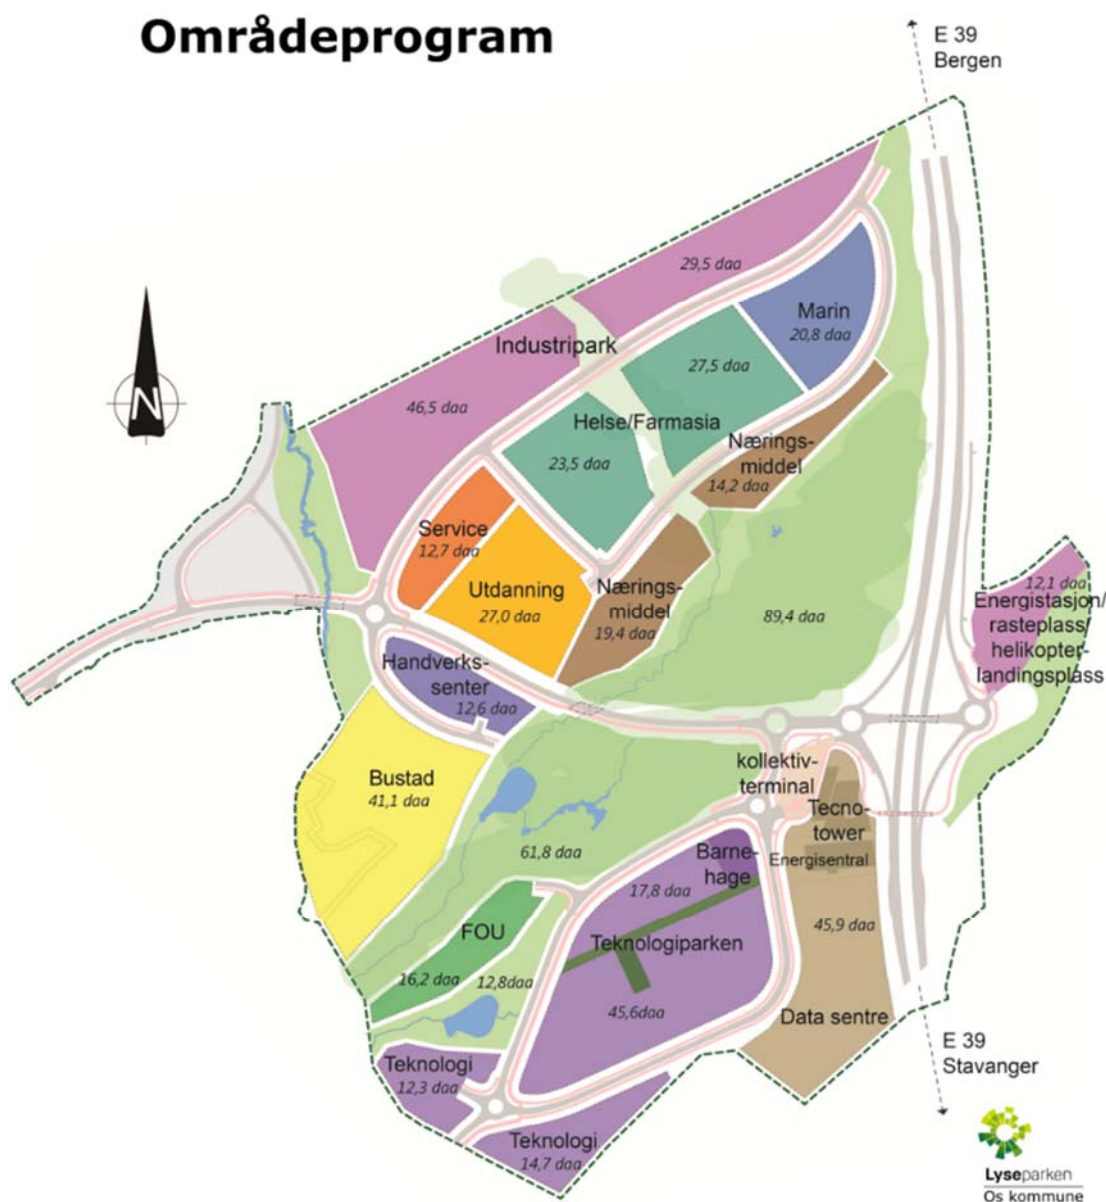 Områdeprogram
E 39
Bergen
29,5 daa
Marin
20,8 daa
Industripark
27,5 daa
46,5 daa
Helse/Farmasia
Nærings-
middel
23,5 daa
14,2 daa
N
Service
12,7 daa
Utdanning
27,0 daa
Nærings-
middel
19,4 daa
89,4 daa
12,1 daa
Energistasjon/
rasteplass/
helikopter-
landingsplass
Handverks-
senter
12,6 daa
kollektiv-
terminal
Bustad
41,1 daa
Tecno-
tower
61,8 daa
Barne-
hage
Energisentral
17,8 daa
FOU
45,9 daa
Teknologiparken
16,2 daa
12,8daa
45,6daa
Data sentre
E 39
Stavanger
Teknologi
12,3 daa
Teknologi
14,7 daa
Lyseparken
Os kommune